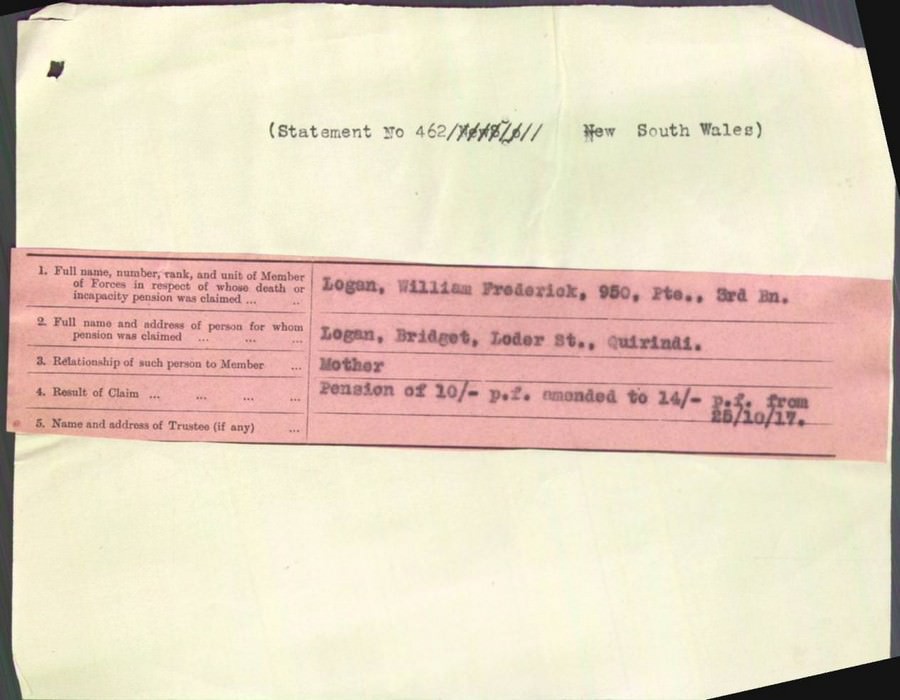 (Statement No 462/ New South Wales)
1. Full name, number, rank, and unit of Member
of Forces in respect of whose death or
incapacity pension was claimed ... ..
Logan, William Frederick, 950, Pte., 3rd Bn.
2. Full name and address of person for whom
pension was claimed ... ... ...
Logan, Bridget, Loder St., Quirindi.
3. Relationship of such person to Member ...
Mother
4. Result of Claim ... ... ... ...
Pension of 10/- p.f. amended to 14/- p.f. from
25/10/17.
5. Name and address of Trustee (if any) ...